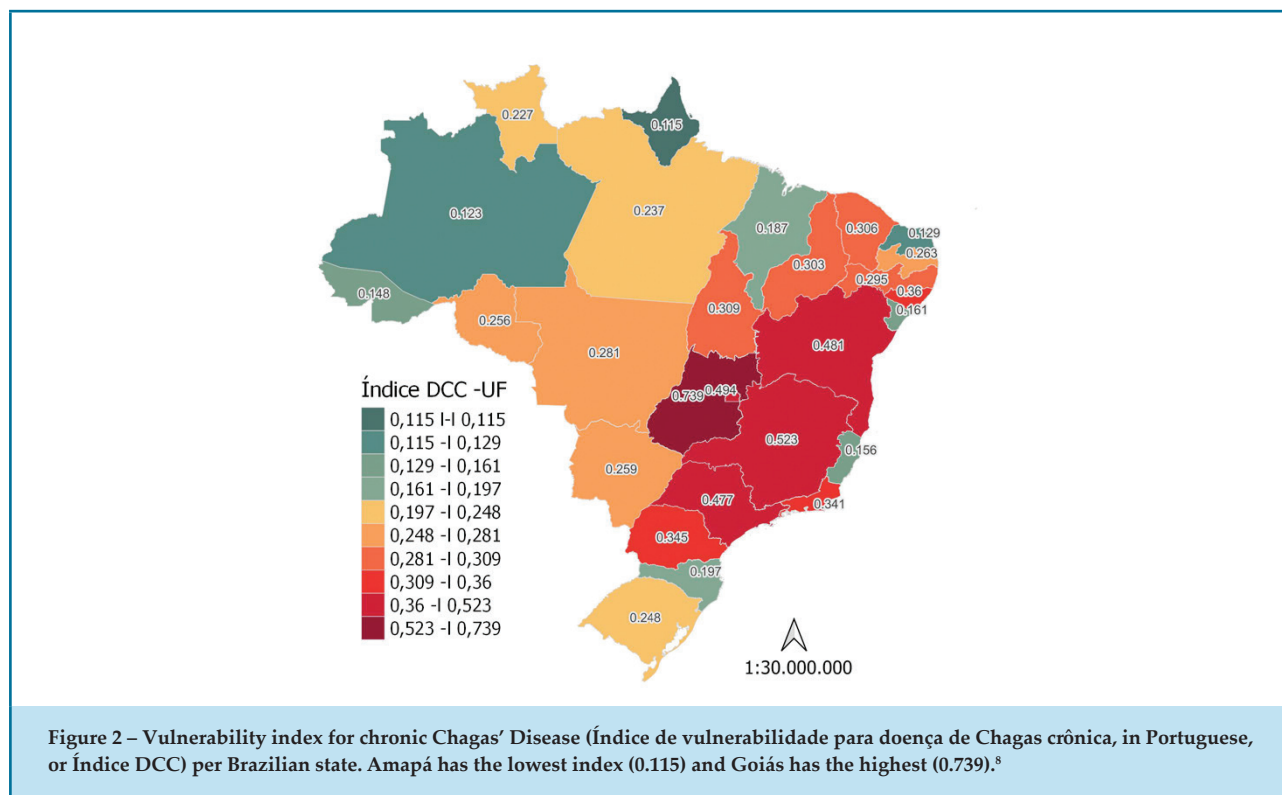 0.227
0.115
0.123
0.237
0.187
0.306
0.129
0.263
0.303
0.295
0.36
0.148
0.161
0.309
0.256
0.281
0.481
0.739
0.494
0.523
0.156
0.259
0.477
0.341
0.345
0.197
0.248
Índice DCC -UF
0,115 I-I 0,115
0,115 -I 0,129
0,129 -I 0,161
0,161 -I 0,197
0,197 -I 0,248
0,248 -I 0,281
0,281 -I 0,309
0,309 -I 0,36
0,36 -I 0,523
0,523 -I 0,739
1:30.000.000
Figure 2 – Vulnerability index for chronic Chagas’ Disease (Índice de vulnerabilidade para doença de Chagas crônica, in Portuguese,
or Índice DCC) per Brazilian state. Amapá has the lowest index (0.115) and Goiás has the highest (0.739).⁸